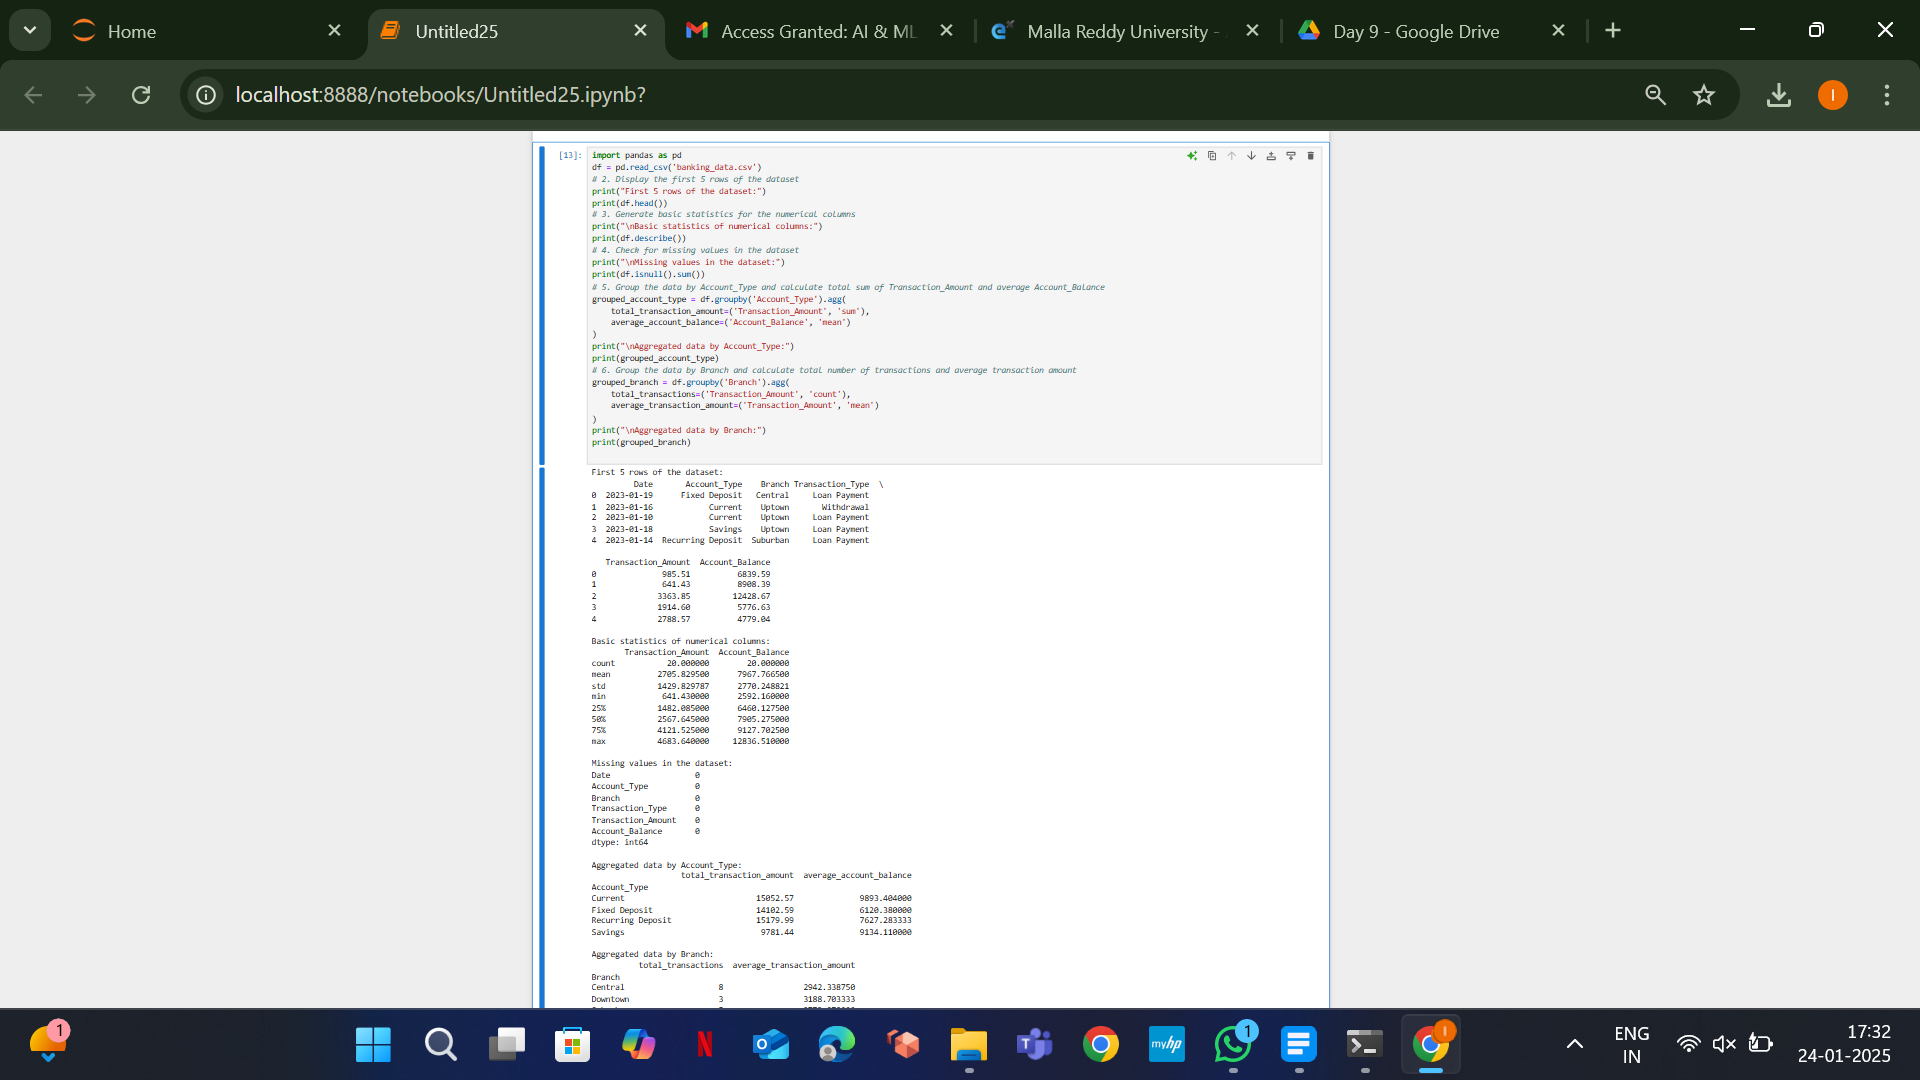 Home
Untitled25
Access Granted: AI & ML
Malla Reddy University -
Day 9 - Google Drive
localhost:8888/notebooks/Untitled25.ipynb?
I
[13]:
import pandas as pd
df = pd.read_csv('banking_data.csv')
# 2. Display the first 5 rows of the dataset
print("First 5 rows of the dataset:")
print(df.head())
# 3. Generate basic statistics for the numerical columns
print("\nBasic statistics of numerical columns:")
print(df.describe())
# 4. Check for missing values in the dataset
print("\nMissing values in the dataset:")
print(df.isnull().sum())
# 5. Group the data by Account_Type and calculate total sum of Transaction_Amount and average Account_Balance
grouped_account_type = df.groupby('Account_Type').agg(
    total_transaction_amount=('Transaction_Amount', 'sum'),
    average_account_balance=('Account_Balance', 'mean')
)
print("\nAggregated data by Account_Type:")
print(grouped_account_type)
# 6. Group the data by Branch and calculate total number of transactions and average transaction amount
grouped_branch = df.groupby('Branch').agg(
    total_transactions=('Transaction_Amount', 'count'),
    average_transaction_amount=('Transaction_Amount', 'mean')
)
print("\nAggregated data by Branch:")
print(grouped_branch)
First 5 rows of the dataset:
Date Account_Type Branch Transaction_Type \
0 2023-01-19 Fixed Deposit Central Loan Payment
1 2023-01-16 Current Uptown Withdrawal
2 2023-01-10 Current Uptown Loan Payment
3 2023-01-18 Savings Uptown Loan Payment
4 2023-01-14 Recurring Deposit Suburban Loan Payment
Transaction_Amount Account_Balance
0 985.51 6839.59
1 641.43 8908.39
2 3363.85 12428.67
3 1914.60 5776.63
4 2788.57 4779.04
Basic statistics of numerical columns:
Transaction_Amount Account_Balance
count 20.000000 20.000000
mean 2705.829500 7967.766500
std 1429.829787 2770.248821
min 641.430000 2592.160000
25% 1482.085000 6460.127500
50% 2567.645000 7905.275000
75% 4121.525000 9127.702500
max 4683.640000 12836.510000
Missing values in the dataset:
Date 0
Account_Type 0
Branch 0
Transaction_Type 0
Transaction_Amount 0
Account_Balance 0
dtype: int64
Aggregated data by Account_Type:
total_transaction_amount average_account_balance
Account_Type
Current 15052.57 9893.404000
Fixed Deposit 14102.59 6120.380000
Recurring Deposit 15179.99 7627.283333
Savings 9781.44 9134.110000
Aggregated data by Branch:
total_transactions average_transaction_amount
Branch
Central 8 2942.338750
Downtown 3 3188.703333
1
N
myhp
1
ENG
IN
17:32
24-01-2025